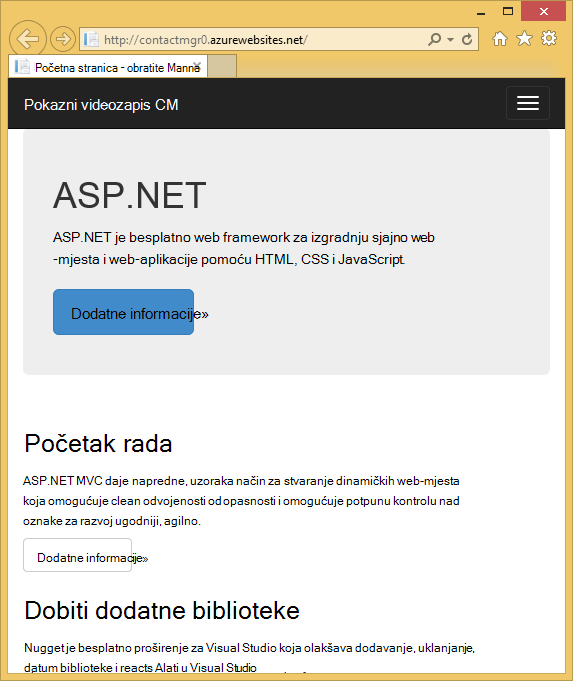 http://contactmgr0.azurewebsites.net/
Početna stranica - obratite Manna
Pokazni videozapis CM
ASP.NET
ASP.NET je besplatno web framework za izgradnju sjajno web
-mjesta i web-aplikacije pomoću HTML, CSS i JavaScript.
Dodatne informacije»
Početak rada
ASP.NET MVC daje napredne, uzoraka način za stvaranje dinamičkih web-mjesta
koja omogućuje clean odvojenosti od opasnosti i omogućuje potpunu kontrolu nad
oznake za razvoj ugodniji, agilno.
Dodatne informacije»
Dobiti dodatne biblioteke
Nugget je besplatno proširenje za Visual Studio koja olakšava dodavanje, uklanjanje,
datum biblioteke i reacts Alati u Visual Studio